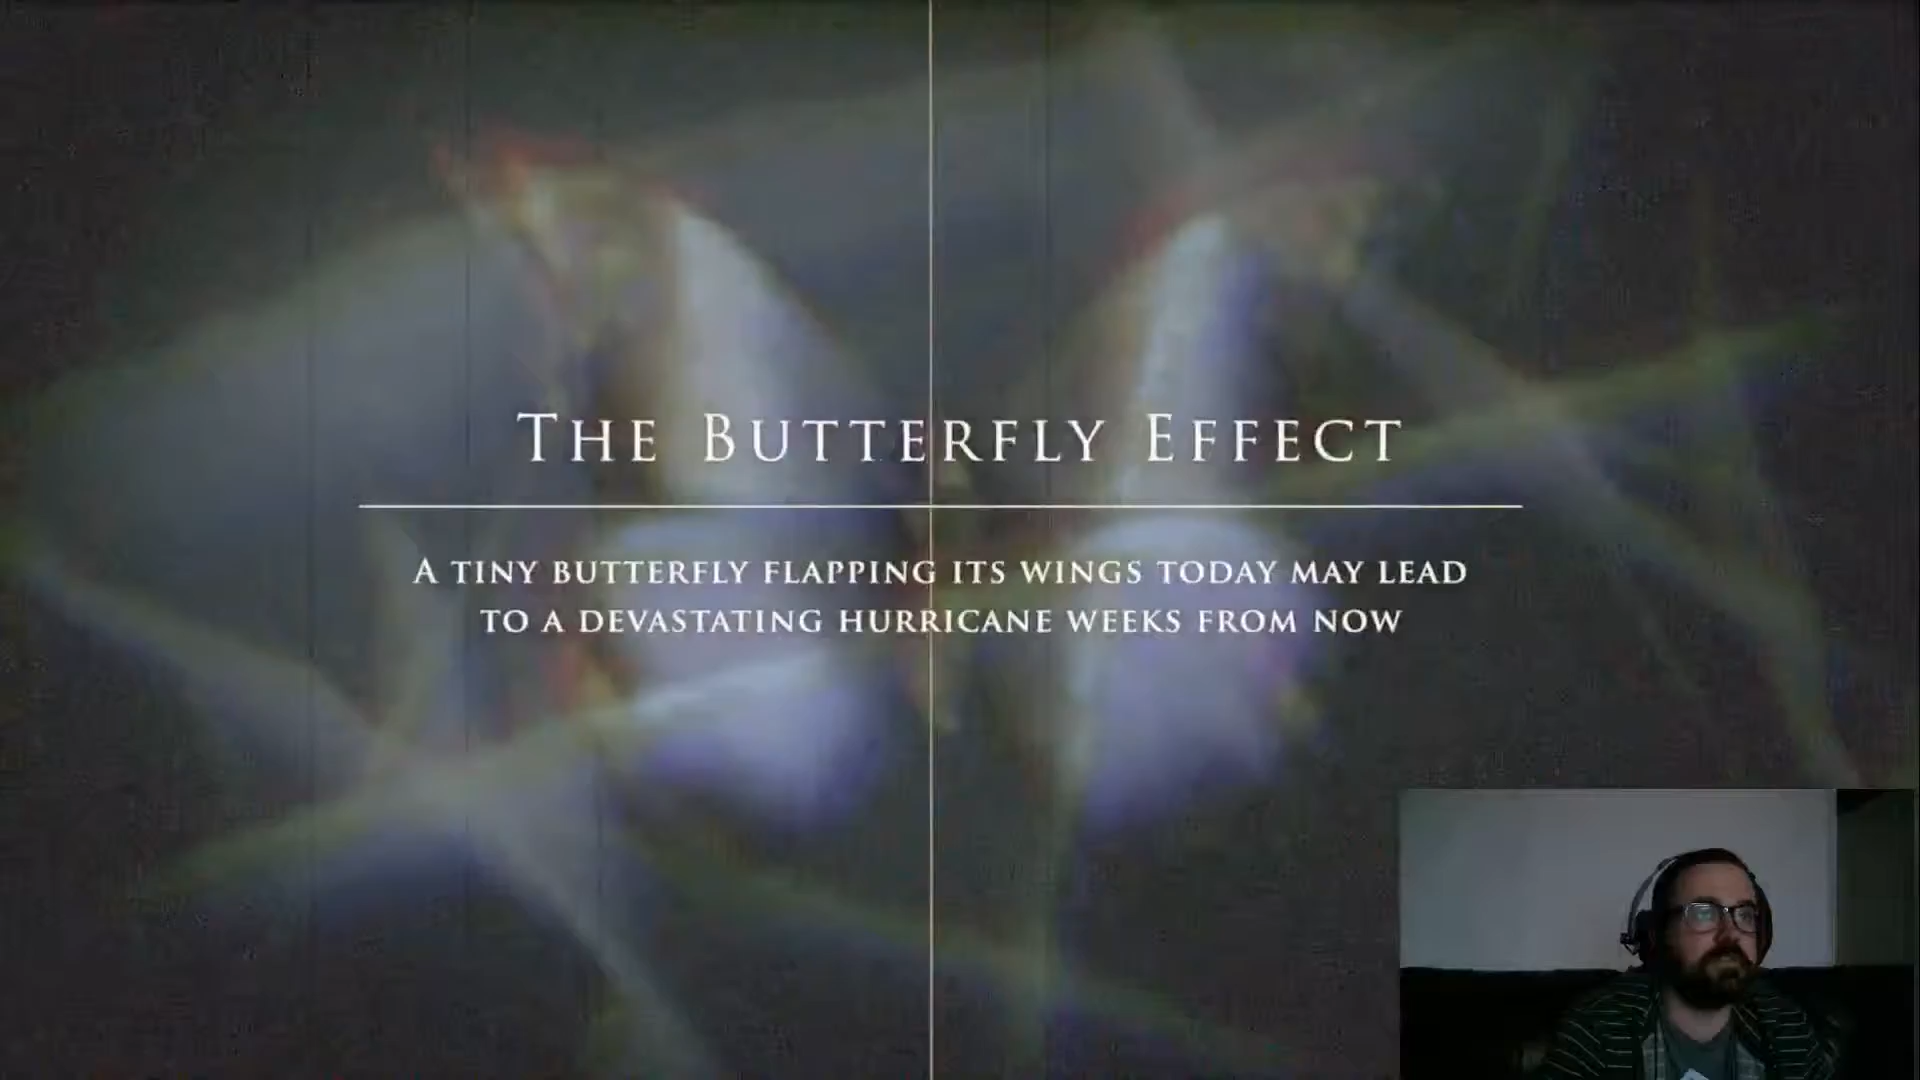 The Butterfly Effect
A tiny butterfly flapping its wings today may lead
to a devastating hurricane weeks from now